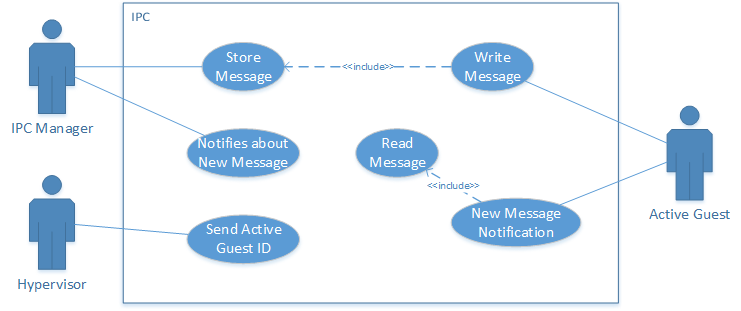 IPC
Store
Message
<<include>>
Write
Message
IPC Manager
Notifies about
New Message
Read
Message
<<include>>
Send Active
Guest ID
New Message
Notification
Active Guest
Hypervisor